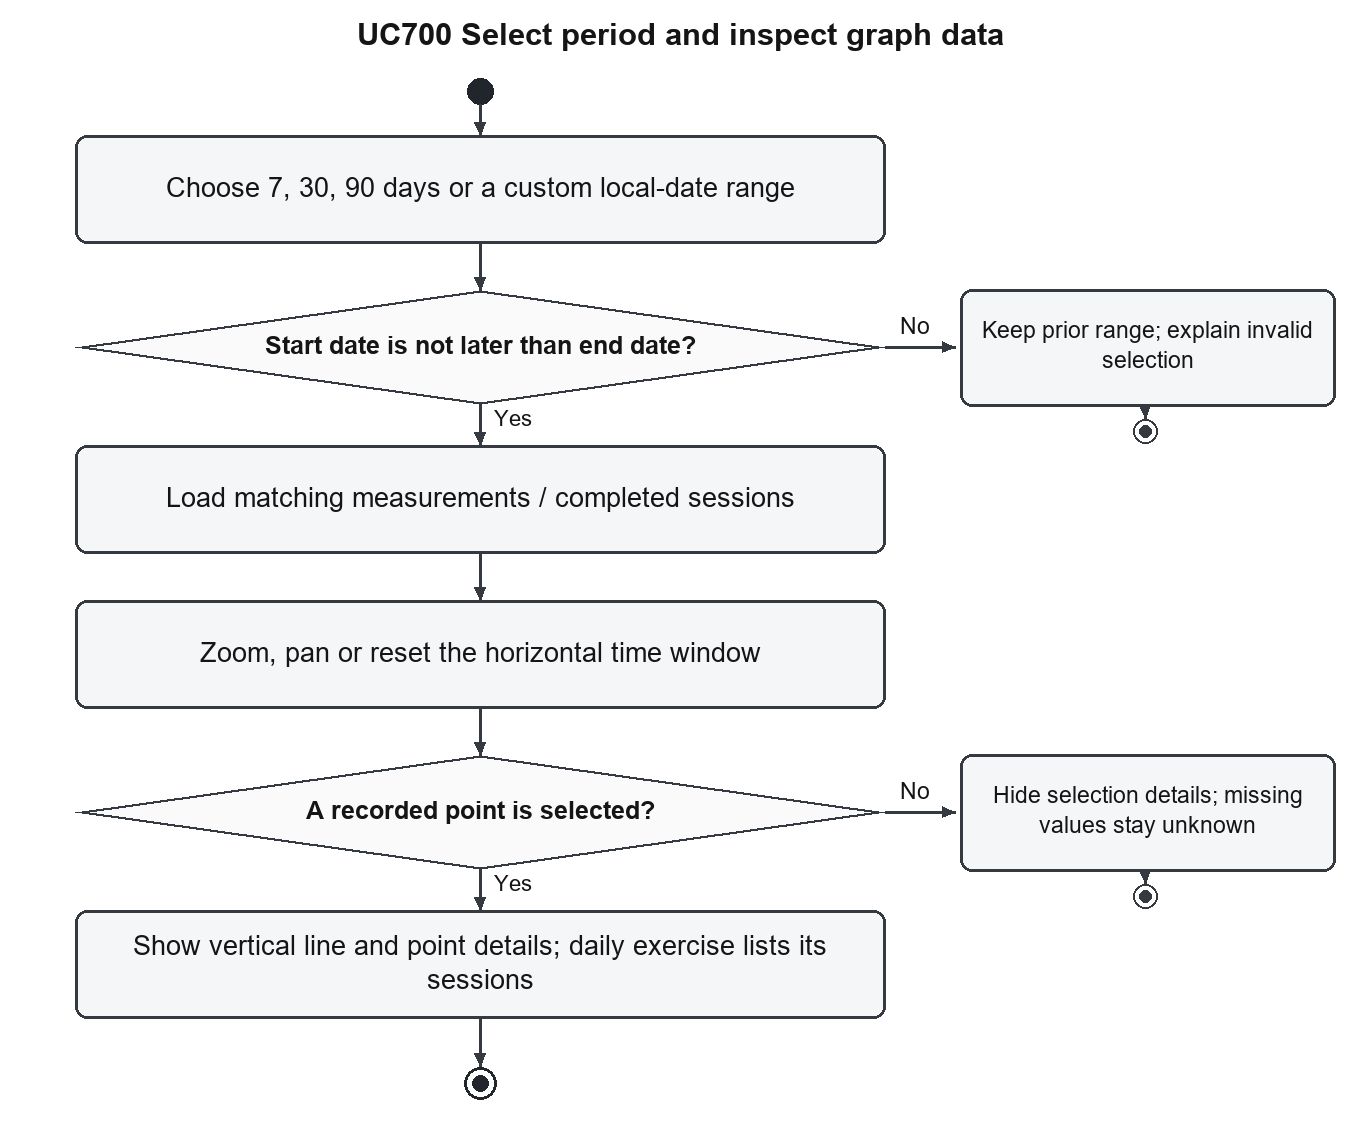 UC700 Select period and inspect graph data
Choose 7, 30, 90 days or a custom local-date range
Start date is not later than end date?
No
Keep prior range; explain invalid
selection
Yes
Load matching measurements / completed sessions
Zoom, pan or reset the horizontal time window
A recorded point is selected?
No
Hide selection details; missing
values stay unknown
Yes
Show vertical line and point details; daily exercise lists its
sessions